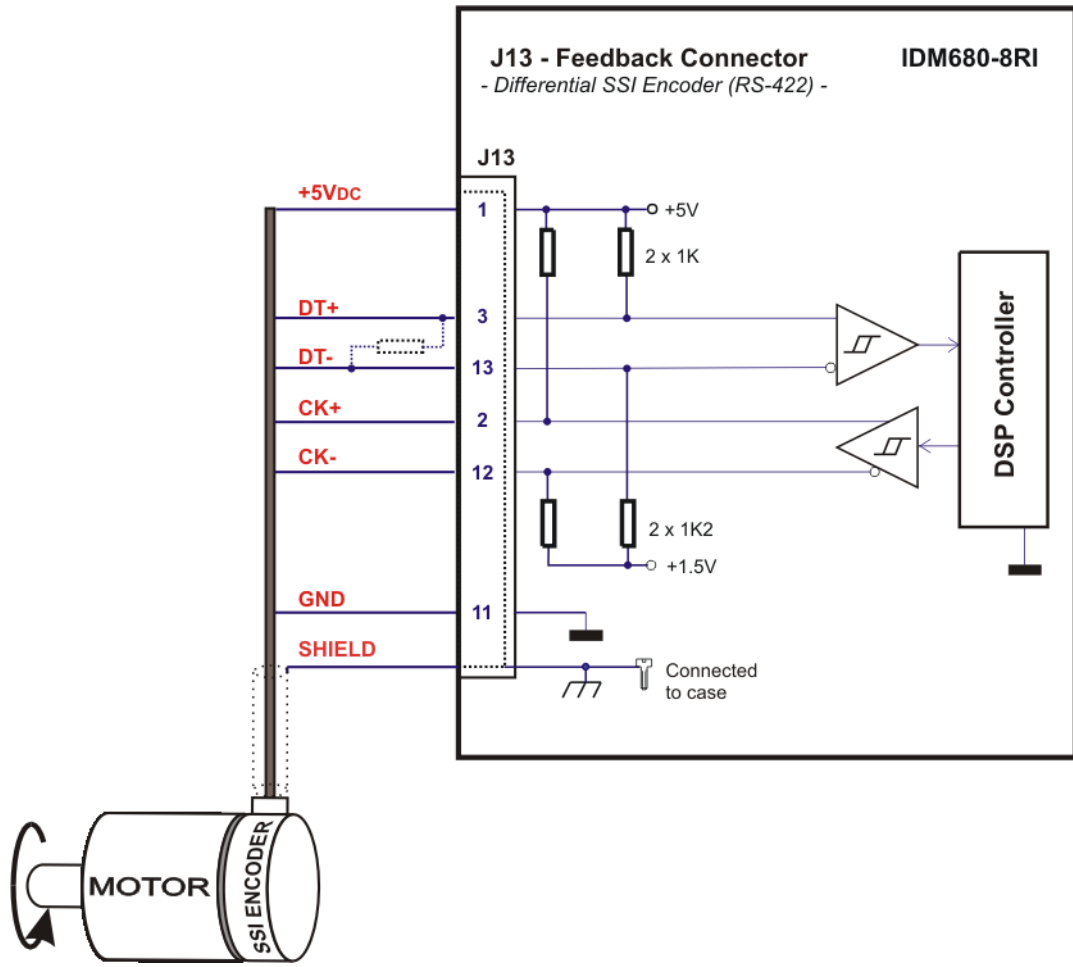 J13 - Feedback Connector IDM680-8RI
- Differential SSI Encoder (RS-422) -
J13
+5VDC
1
+5V
2 x 1K
DT+
3
DT-
13
CK+
2
CK-
12
DSP Controller
2 x 1K2
+1.5V
GND
11
SHIELD
Connected
to case
MOTOR
SSI ENCODER